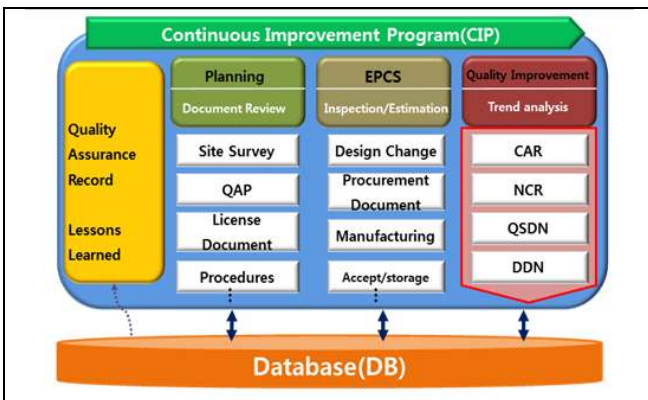 Continuous Improvement Program(CIP)
Quality
Assurance
Record
Lessons
Learned
Planning
Document Review
Site Survey
QAP
License
Document
Procedures
EPCS
Inspection/Estimation
Design Change
Procurement
Document
Manufacturing
Accept/storage
Quality Improvement
Trend analysis
CAR
NCR
QSDN
DDN
Database(DB)